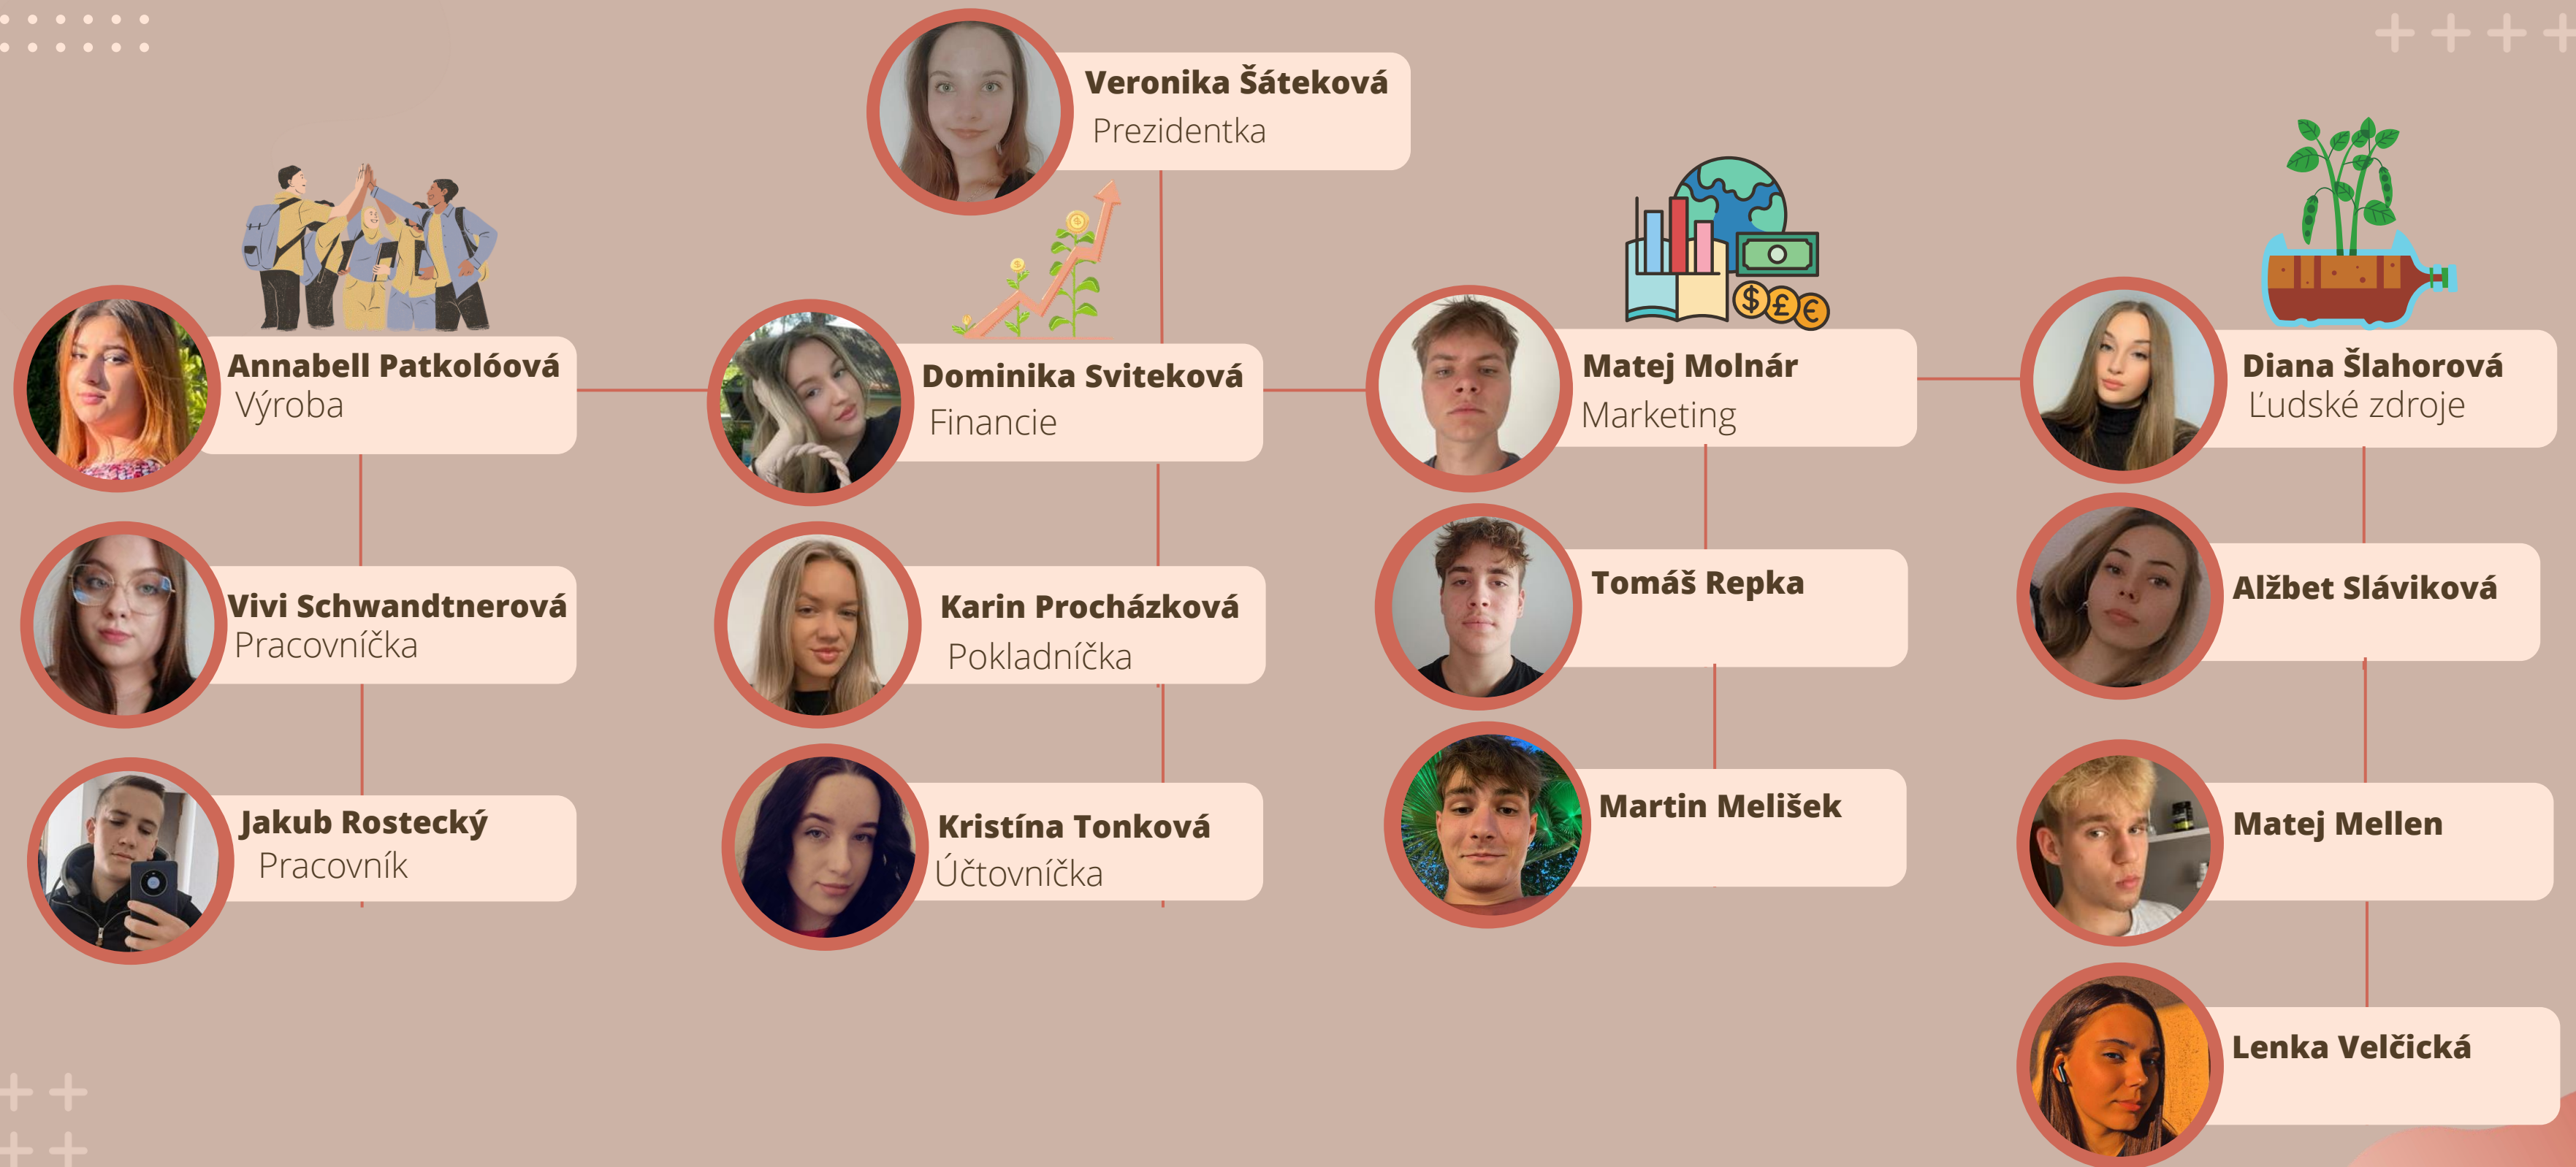 Veronika Šáteková
Prezidentka
Annabell Patkolóová
Výroba
Dominika Sviteková
Financie
Matej Molnár
Marketing
Diana Šlahorová
Ľudské zdroje
Vivi Schwandtnerová
Pracovníčka
Karin Procházková
Pokladníčka
Tomáš Repka
Alžbet Sláviková
Jakub Rostecký
Pracovník
Kristína Tonková
Účtovníčka
Martin Melišek
Matej Mellen
Lenka Velčická